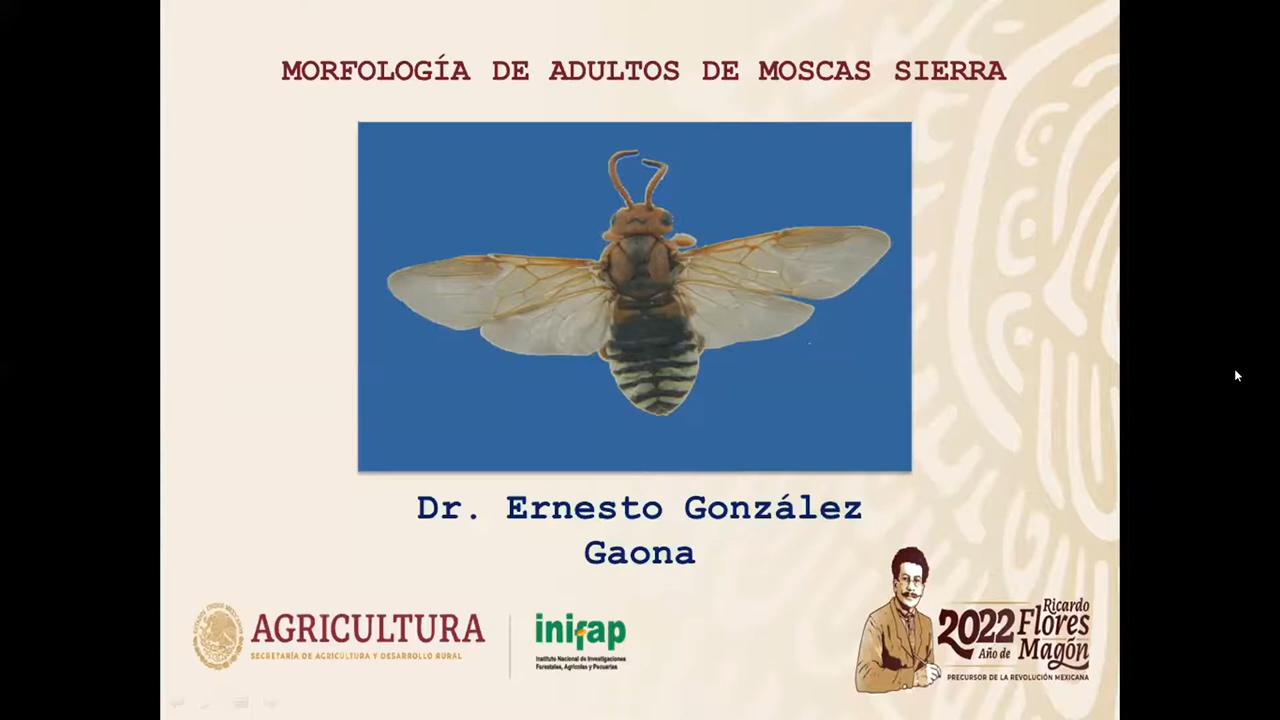 MORFOLOGÍA DE ADULTOS DE MOSCAS SIERRA
Dr. Ernesto González
Gaona
AGRICULTURA
SECRETARÍA DE AGRICULTURA Y DESARROLLO RURAL
inifap
Instituto Nacional de Investigaciones
Forestales, Agrícolas y Pecuarias
2022
Año de
Ricardo
Flores
Magón
PRECURSOR DE LA REVOLUCIÓN MEXICANA